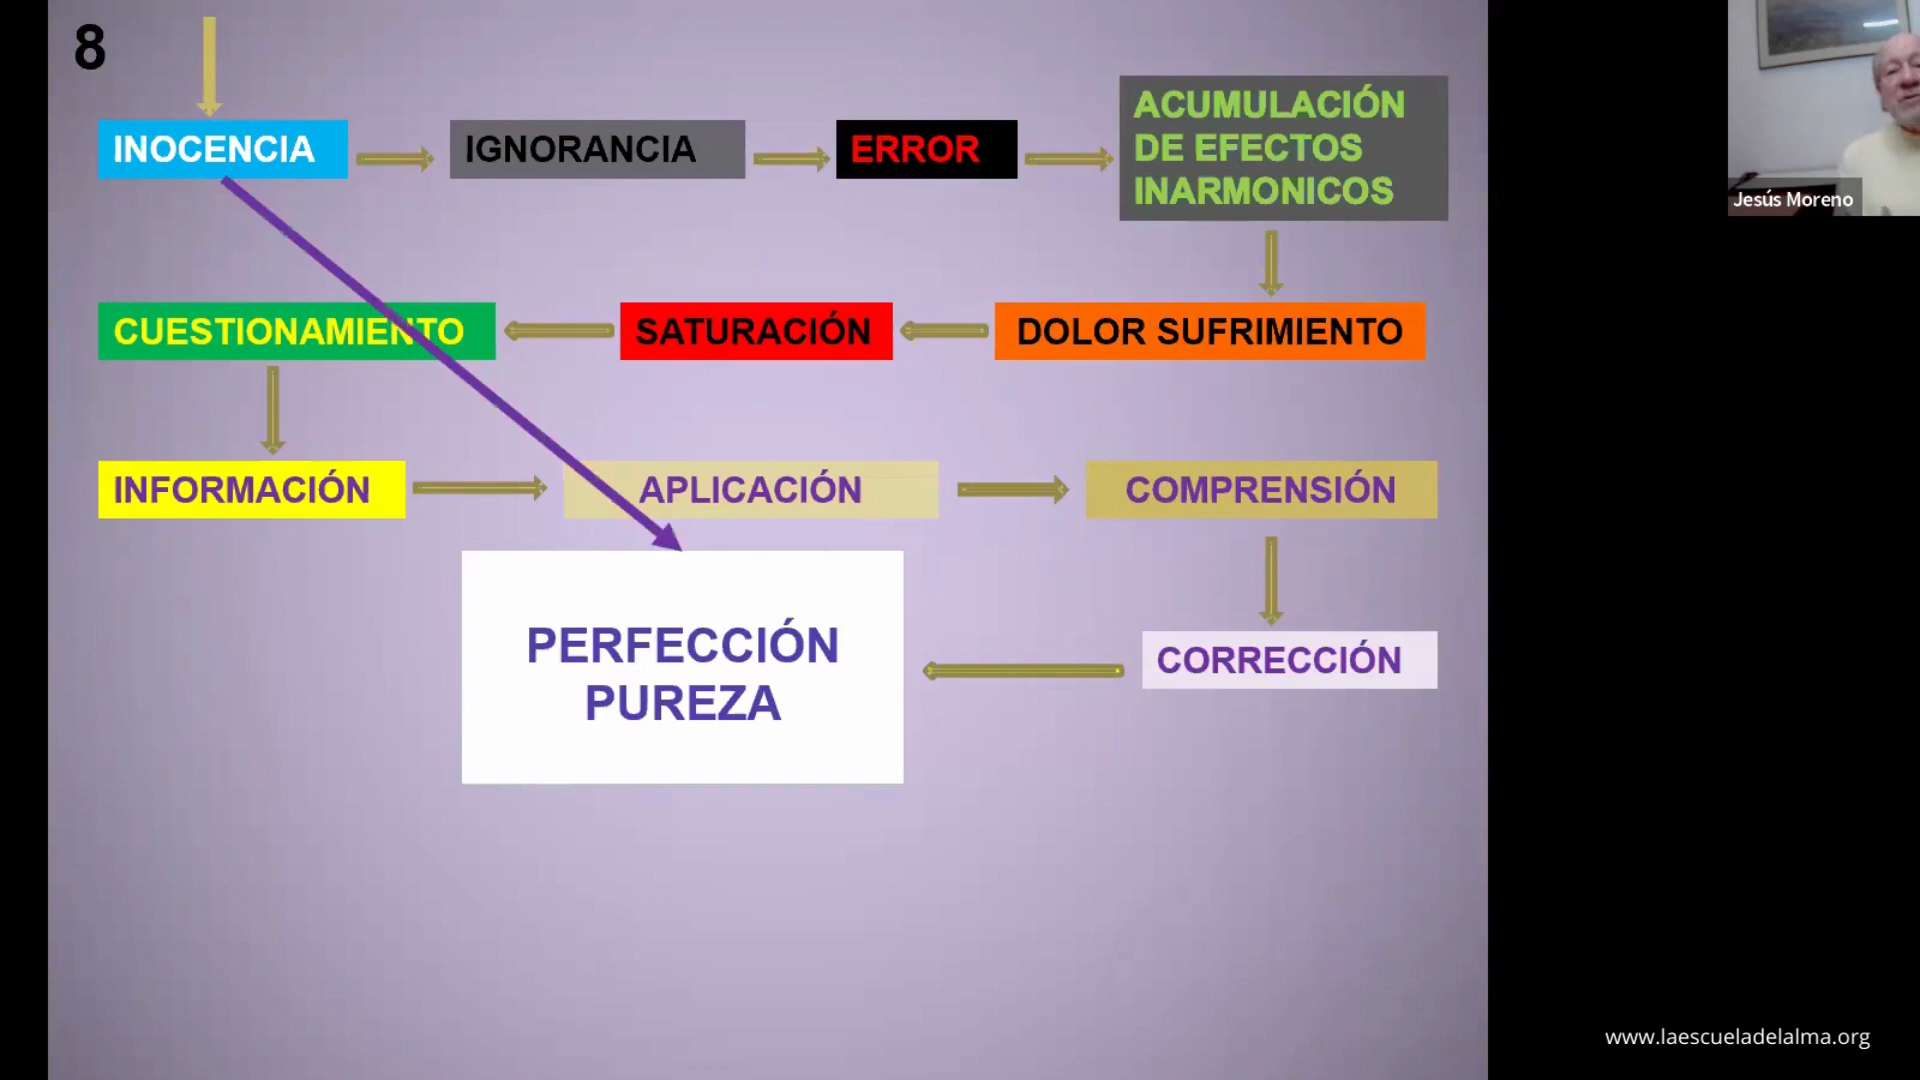 8
INOCENCIA
IGNORANCIA
ERROR
ACUMULACIÓN
DE EFECTOS
INARMONICOS
CUESTIONAMIENTO
SATURACIÓN
DOLOR SUFRIMIENTO
INFORMACIÓN
APLICACIÓN
COMPRENSIÓN
PERFECCIÓN
PUREZA
CORRECCIÓN
Jesús Moreno
www.laescueladelalma.org